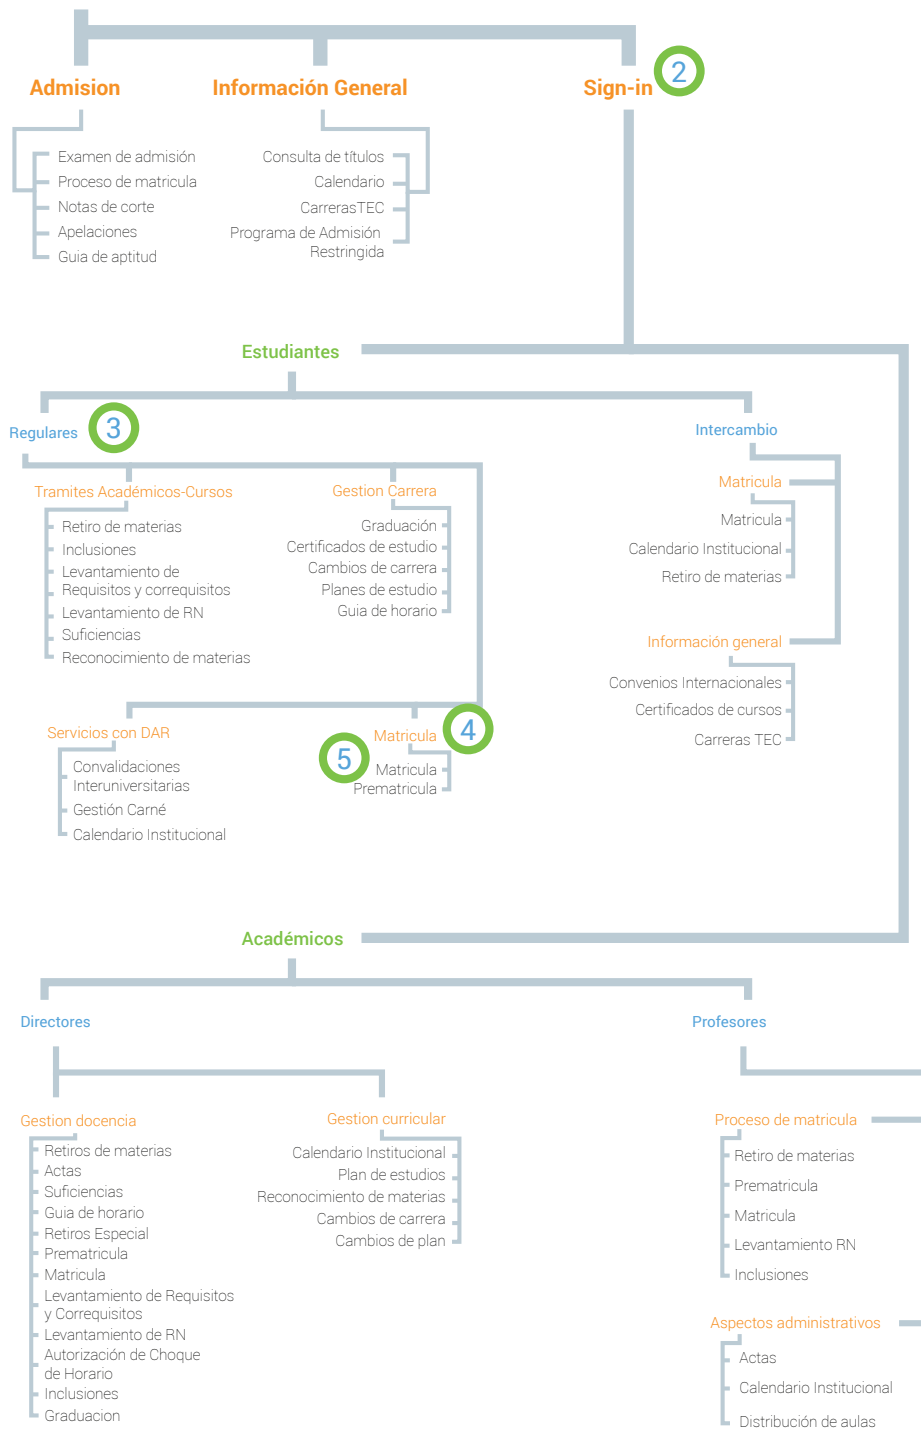 Admision
Información General
Sign-in
2
Examen de admisión
Proceso de matricula
Notas de corte
Apelaciones
Guia de aptitud
Consulta de títulos
Calendario
CarrerasTEC
Programa de Admisión
Restringida
Estudiantes
Regulares
3
Intercambio
Tramites Académicos-Cursos
Retiro de materias
Inclusiones
Levantamiento de
Requisitos y correquisitos
Levantamiento de RN
Suficiencias
Reconocimiento de materias
Gestion Carrera
Graduación
Certificados de estudio
Cambios de carrera
Planes de estudio
Guia de horario
Matricula
Matricula
Calendario Institucional
Retiro de materias
Información general
Convenios Internacionales
Certificados de cursos
Carreras TEC
Servicios con DAR
Convalidaciones
Interuniversitarias
Gestión Carné
Calendario Institucional
Matricula
4
5
Matricula
Prematricula
Académicos
Directores
Profesores
Gestion docencia
Retiros de materias
Actas
Suficiencias
Guia de horario
Retiros Especial
Prematricula
Matricula
Levantamiento de Requisitos
y Correquisitos
Levantamiento de RN
Autorización de Choque
de Horario
Inclusiones
Graduacion
Gestion curricular
Calendario Institucional
Plan de estudios
Reconocimiento de materias
Cambios de carrera
Cambios de plan
Proceso de matricula
Retiro de materias
Prematricula
Matricula
Levantamiento RN
Inclusiones
Aspectos administrativos
Actas
Calendario Institucional
Distribución de aulas